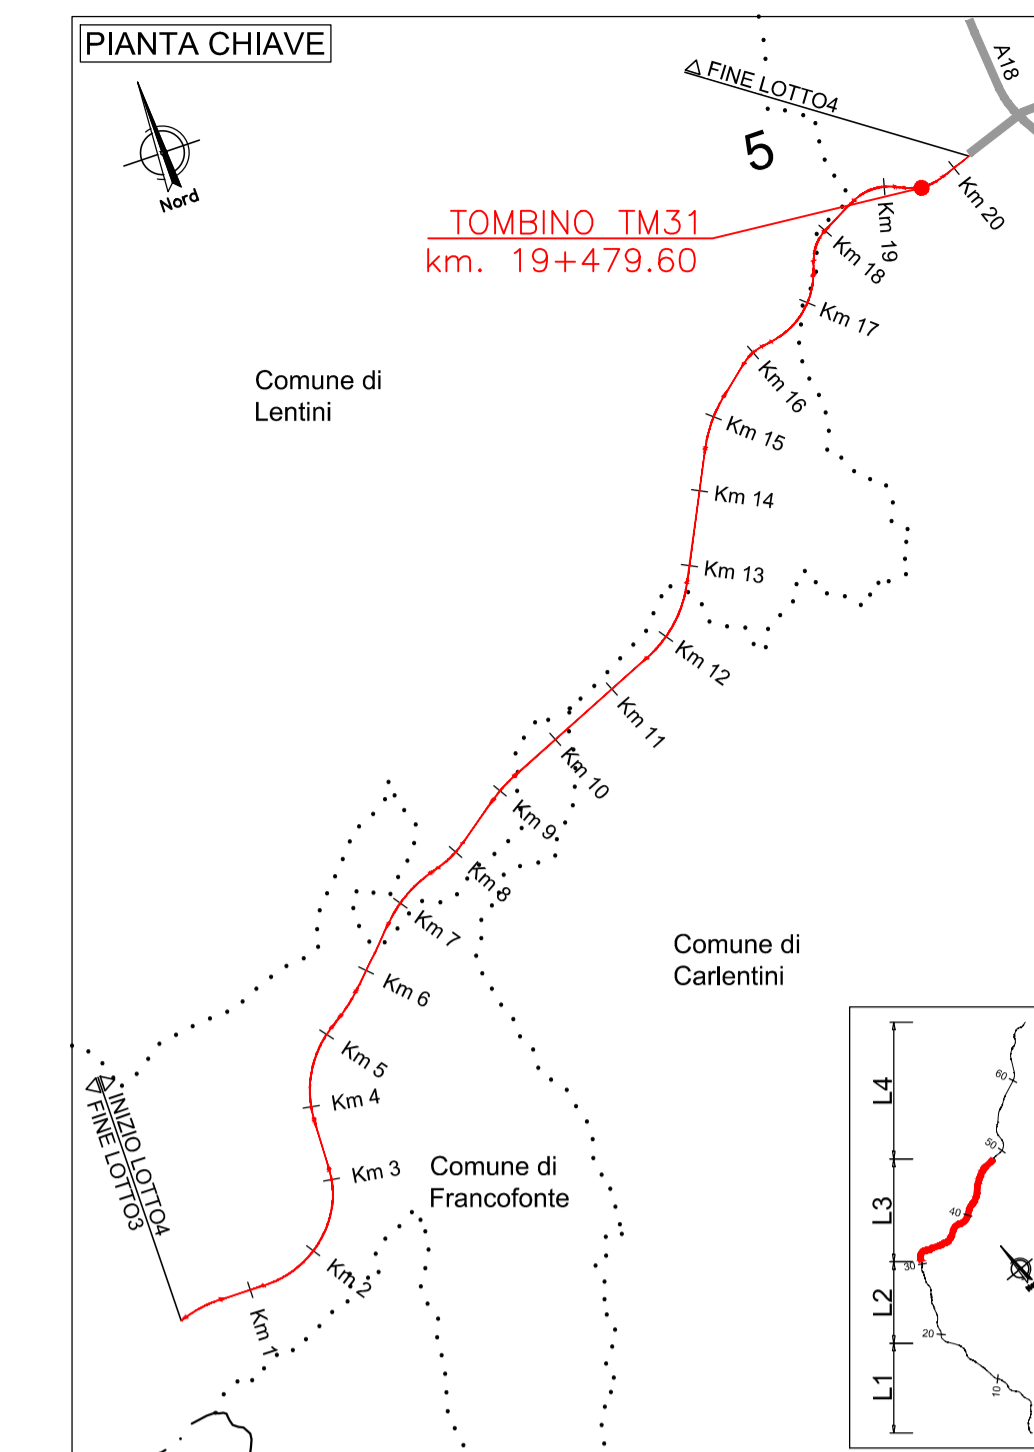 PIANTA CHIAVE
Nord
FINE LOTTO4
A18
5
TOMBINO TM31
km. 19+479.60
Km 20
Km 19
Km 18
Km 17
Km 16
Km 15
Km 14
Km 13
Km 12
Km 11
Km 10
Km 9
Km 8
Km 7
Km 6
Km 5
Km 4
Km 3
Km 2
Km 1
Comune di
Lentini
Comune di
Carlentini
Comune di
Francofonte
INIZIO LOTTO4
FINE LOTTO3
L4
L3
L2
L1
60
50
40
30
20
10